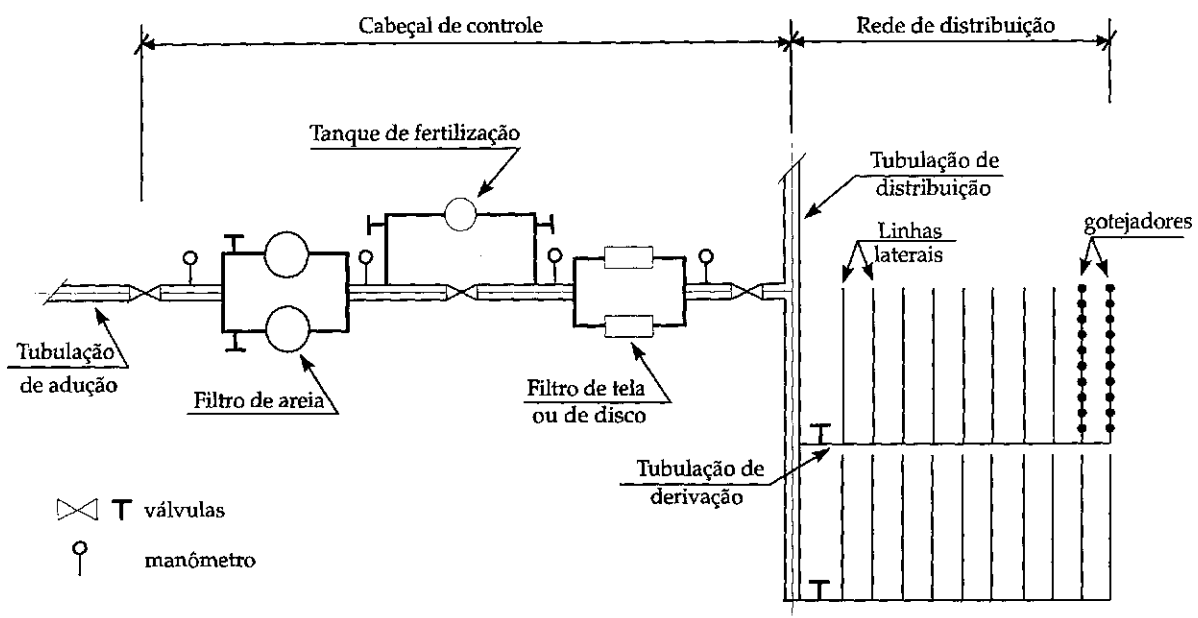 Cabeçal de controle
Rede de distribuição
Tanque de fertilização
Tubulação de
distribuição
Linhas
laterais
gotejadores
Tubulação
de adução
Filtro de areia
Filtro de tela
ou de disco
Tubulação de
derivação
válvulas
manômetro